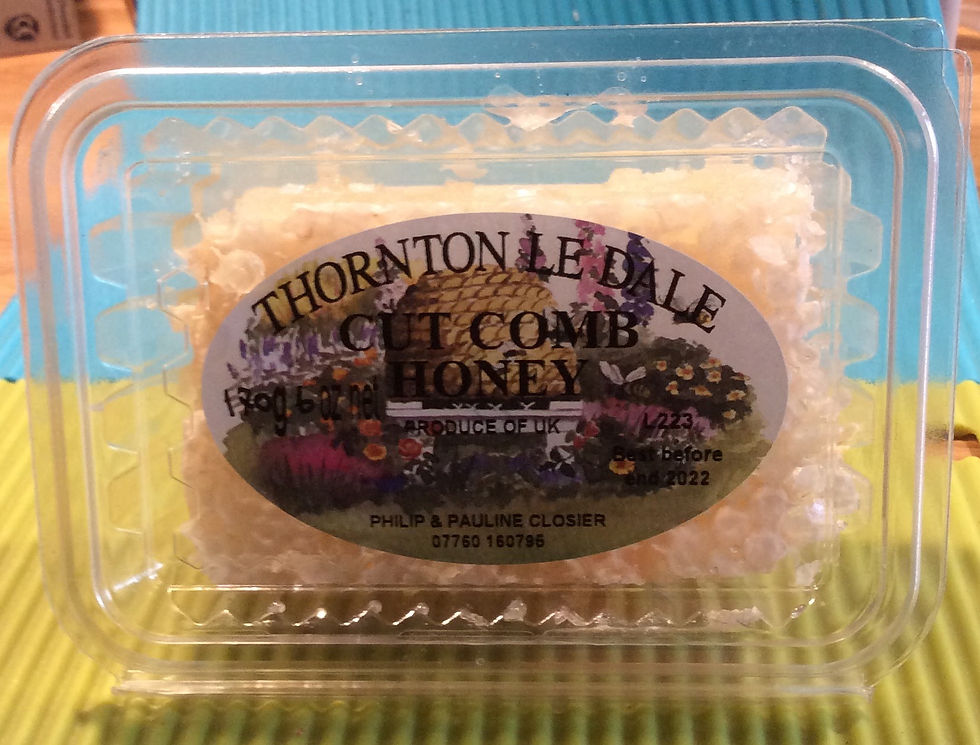 THORNTON LE DALE
CUT COMB
HONEY
170g 6 oz net
PRODUCE OF UK
L223
Best before
end 2022
PHILIP & PAULINE CLOSIER
07760 160795